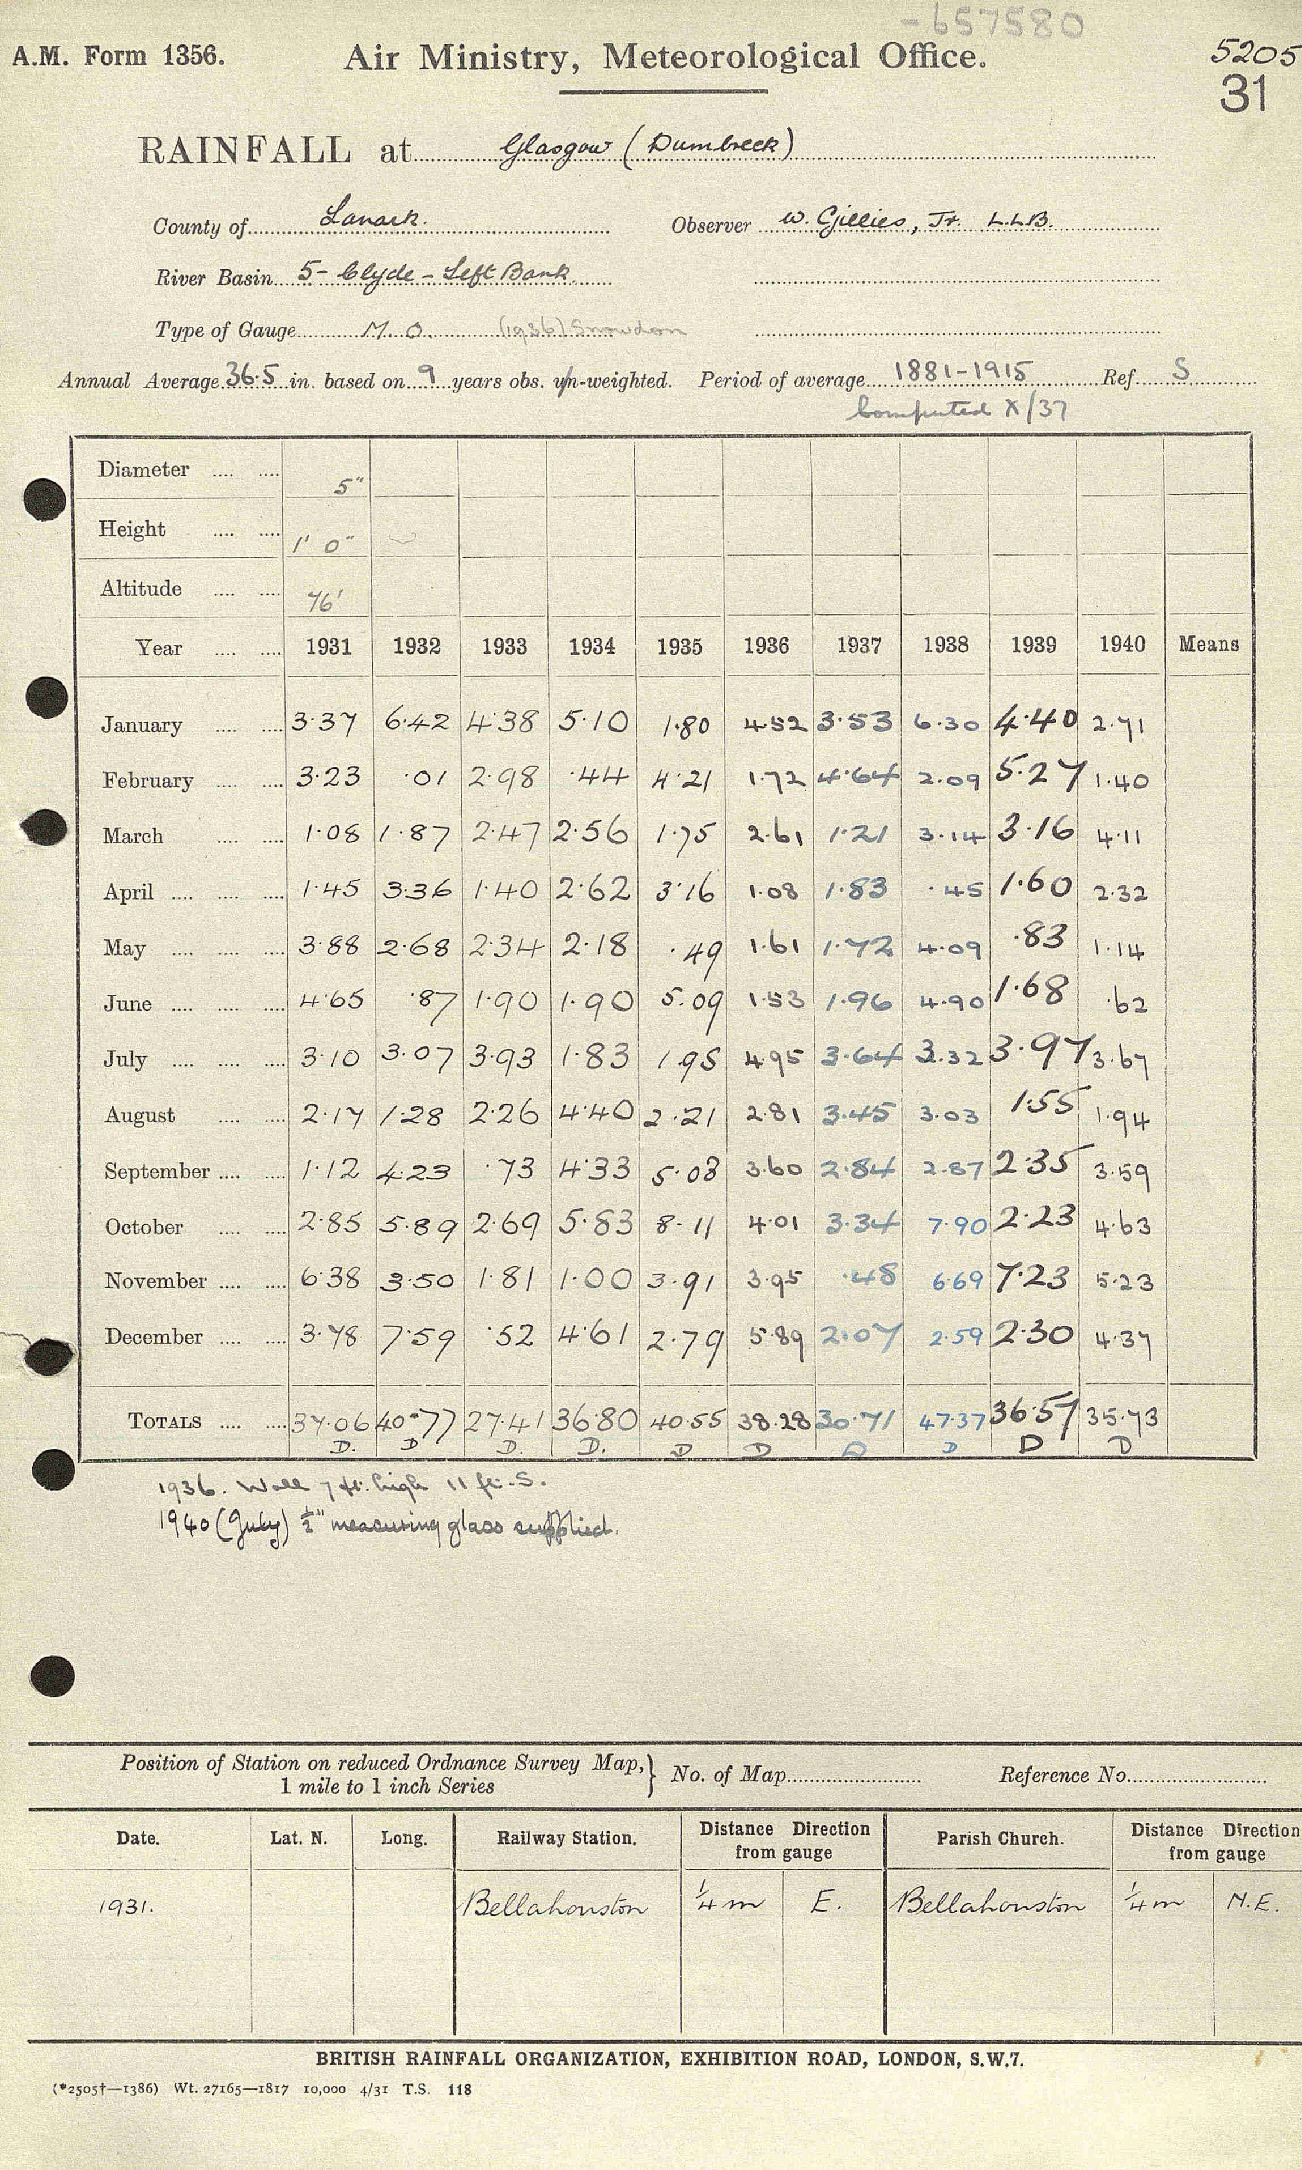 -657580
A.M. Form 1356. Air Ministry, Meteorological Office. 5205
31
RAINFALL at Glasgow (Dumbreck)
County of Lanark. Observer W. Gillies, Jr. L.L.B.
River Basin 5- Clyde - Left Bank.
Type of Gauge M.O. (1936) Snowdon
Annual Average 36.5 in. based on 9 years obs. un-weighted. Period of average 1881-1915 Ref. S
Computed X/37
Diameter .... .... 5"
Height .... .... 1' 0"
Altitude .... .... 76'
Year .... .... 1931 1932 1933 1934 1935 1936 1937 1938 1939 1940 Means
January .... .... 3.37 6.42 4.38 5.10 1.80 4.52 3.53 6.30 4.40 2.71
February .... .... 3.23 .01 2.98 .44 4.21 1.72 4.64 2.09 5.27 1.40
March .... .... 1.08 1.87 2.47 2.56 1.75 2.61 1.21 3.14 3.16 4.11
April .... .... .... 1.45 3.36 1.40 2.62 3.16 1.08 1.83 .45 1.60 2.32
May .... .... .... 3.88 2.68 2.34 2.18 .49 1.61 1.72 4.09 .83 1.14
June .... .... .... 4.65 .87 1.90 1.90 5.09 1.53 1.96 4.90 1.68 .62
July .... .... .... 3.10 3.07 3.93 1.83 1.95 4.95 3.64 3.32 3.97 3.67
August .... .... 2.17 1.28 2.26 4.40 2.21 2.81 3.45 3.03 1.55 1.94
September .... .... 1.12 4.23 .73 4.33 5.08 3.60 2.84 2.87 2.35 3.59
October .... .... 2.85 5.89 2.69 5.83 8.11 4.01 3.34 7.90 2.23 4.63
November .... .... 6.38 3.50 1.81 1.00 3.91 3.95 .48 6.69 7.23 5.23
December .... .... 3.78 7.59 .52 4.61 2.79 5.89 2.07 2.59 2.30 4.37
TOTALS .... .... 37.06 40.77 27.41 36.80 40.55 38.28 30.71 47.37 36.57 35.73
D. D D. D. D D D D D D
1936. Wall 7 ft. high 11 ft. S.
1940 (July) ½" measuring glass supplied.
Position of Station on reduced Ordnance Survey Map,} No. of Map Reference No.
1 mile to 1 inch Series
Date. Lat. N. Long. Railway Station. Distance Direction from gauge Parish Church. Distance Direction from gauge
1931. Bellahouston ¼ m E. Bellahouston ¼ m N.E.
BRITISH RAINFALL ORGANIZATION, EXHIBITION ROAD, LONDON, S.W.7.
(*2505†—1386) Wt. 27165—1817 10,000 4/31 T.S. 118